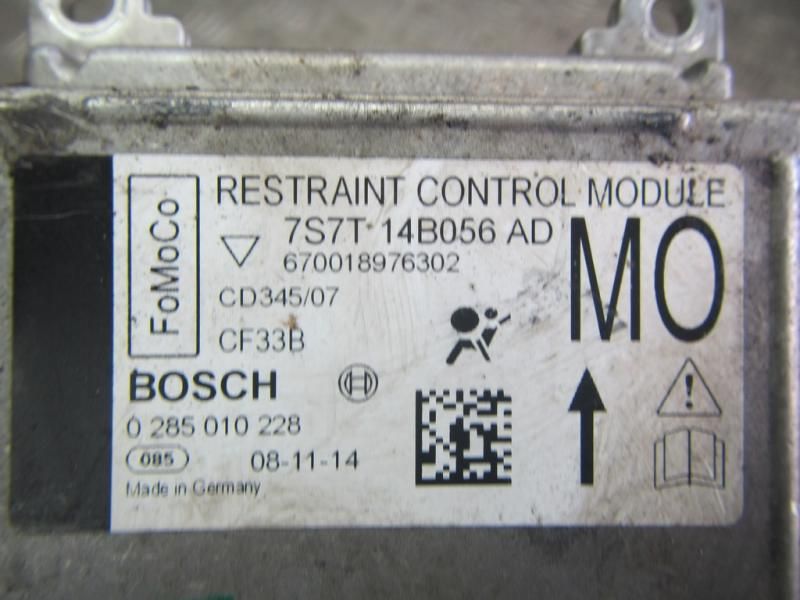 FoMoCo
RESTRAINT CONTROL MODULE
7S7T 14B056 AD
670018976302
CD345/07
CF33B
MO
BOSCH
0 285 010 228
085
08-11-14
Made in Germany